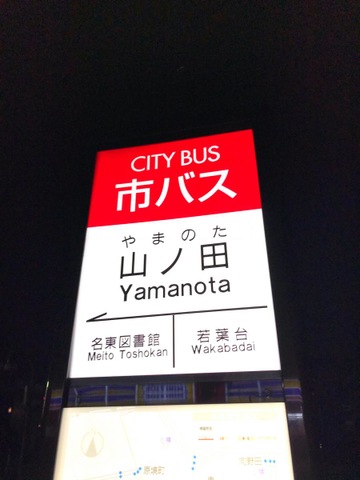 CITY BUS
市バス
やまのた
山ノ田
Yamanota
名東図書館
Meito Toshokan
若葉台
Wakabadai